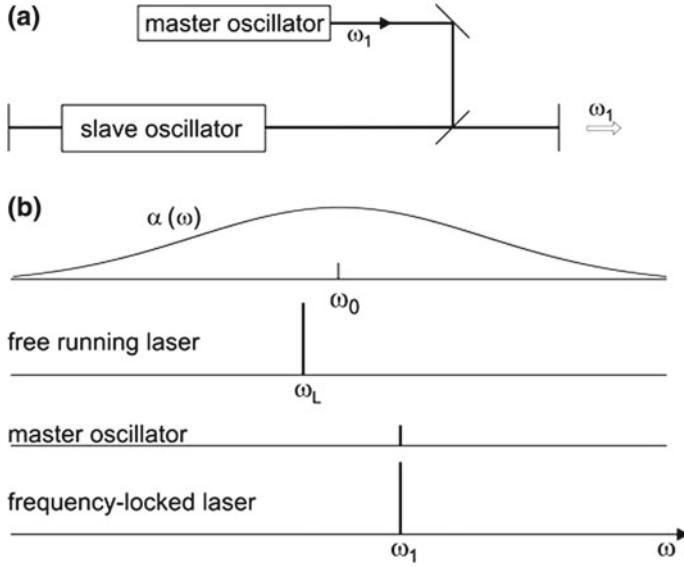 (a)
master oscillator
ω1
slave oscillator
ω1
(b)
α (ω)
ω0
free running laser
ωL
master oscillator
frequency-locked laser
ω1
ω